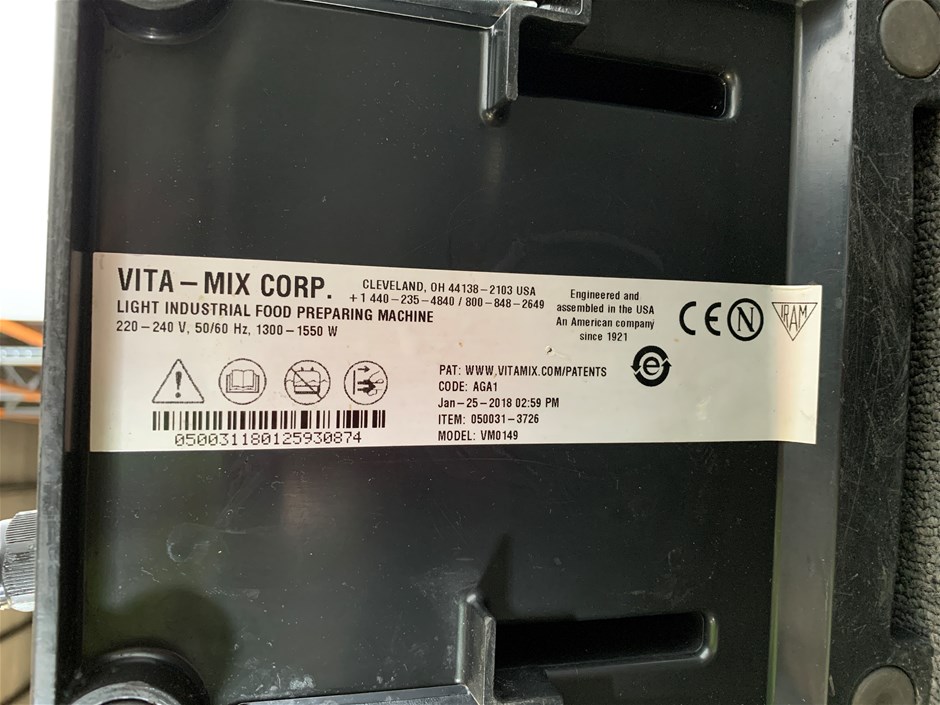 VITA-MIX CORP.
CLEVELAND, OH 44138-2103 USA
+1 440-235-4840 / 800-848-2649
LIGHT INDUSTRIAL FOOD PREPARING MACHINE
220-240 V, 50/60 Hz, 1300-1550 W
Engineered and
assembled in the USA
An American company
since 1921
CE N VRAM
PAT: WWW.VITAMIX.COM/PATENTS
e
CODE: AGA1
Jan-25-2018 02:59 PM
ITEM: 050031-3726
MODEL: VM0149
050031180125930874